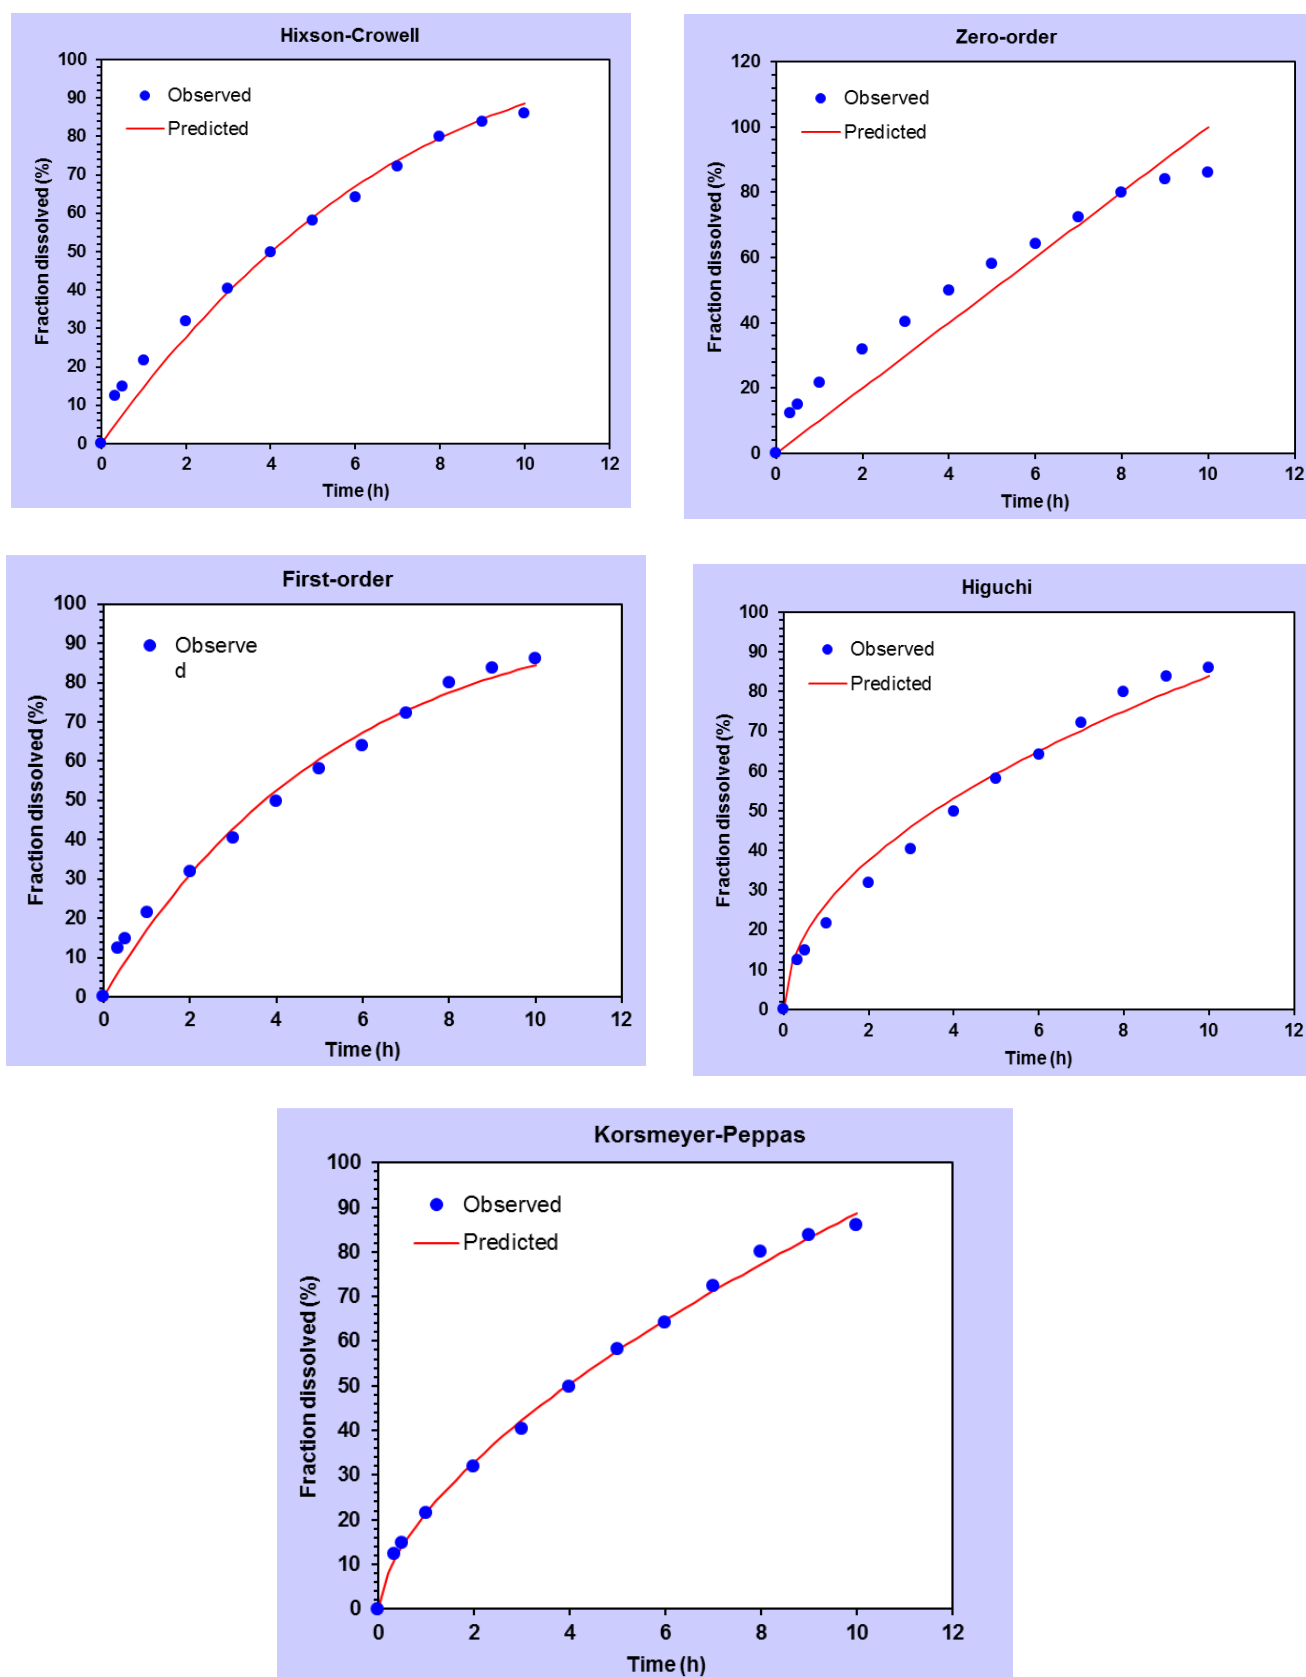 Hixson-Crowell
100
90
80
70
60
50
40
30
20
10
0
Fraction dissolved (%)
Observed
Predicted
0 2 4 6 8 10 12
Time (h)
Zero-order
120
100
80
60
40
20
0
Fraction dissolved (%)
Observed
Predicted
0 2 4 6 8 10 12
Time (h)
First-order
100
90
80
70
60
50
40
30
20
10
0
Fraction dissolved (%)
Observe
d
0 2 4 6 8 10 12
Time (h)
Higuchi
100
90
80
70
60
50
40
30
20
10
0
Fraction dissolved (%)
Observed
Predicted
0 2 4 6 8 10 12
Time (h)
Korsmeyer-Peppas
100
90
80
70
60
50
40
30
20
10
0
Fraction dissolved (%)
Observed
Predicted
0 2 4 6 8 10 12
Time (h)